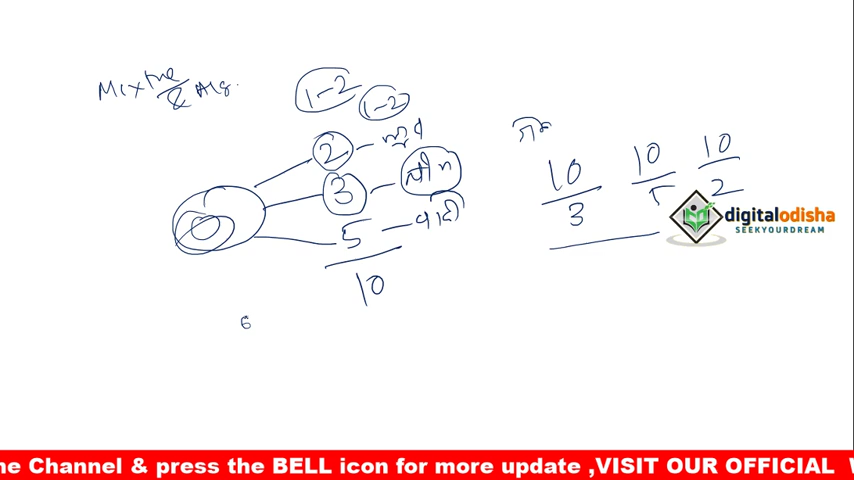 Mixture & Alg.
1-2
1-2
2 -
3 -
5 -
10
10/3
10/5
10/2
6
digitalodisha
SEEKYOURDREAM
he Channel & press the BELL icon for more update ,VISIT OUR OFFICIAL W